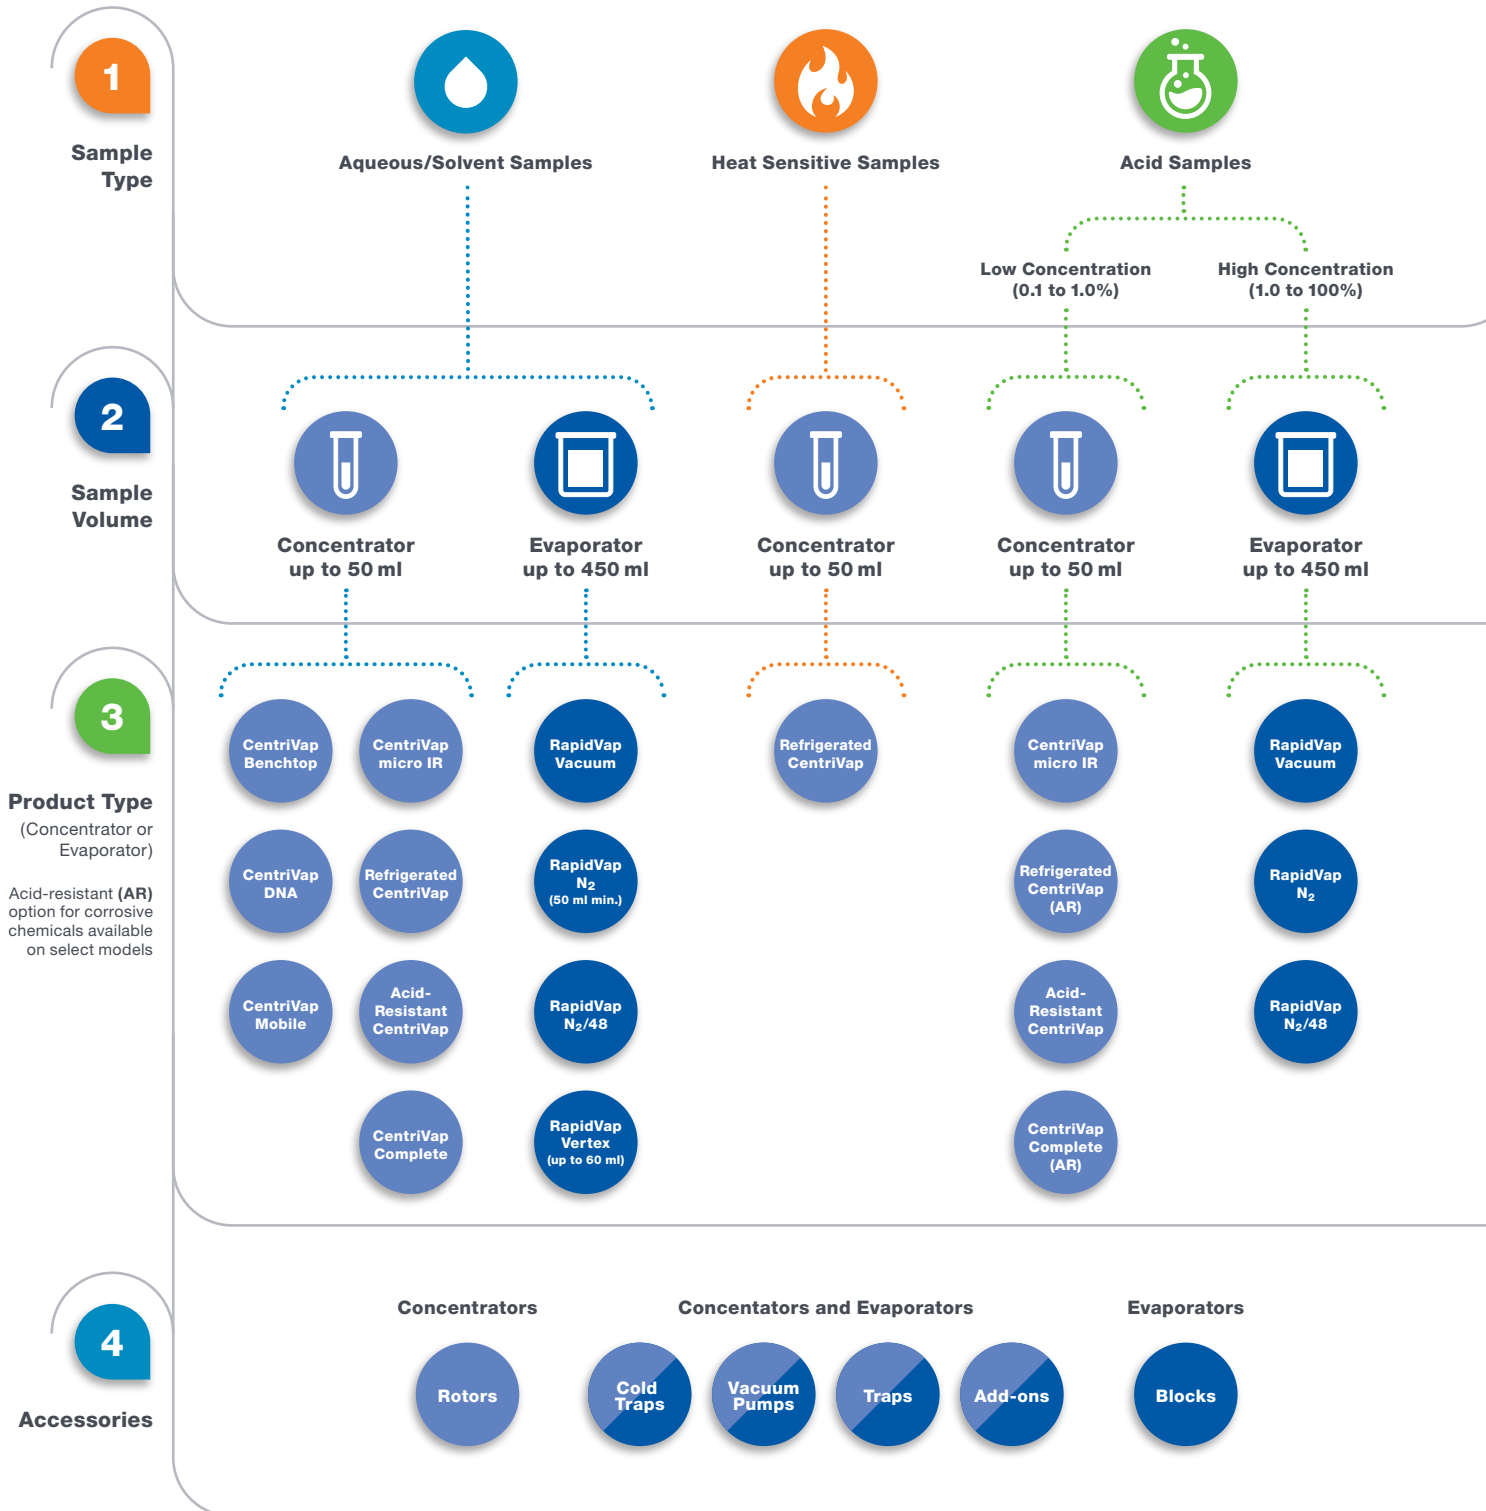 1
Sample
Type
Aqueous/Solvent Samples
Heat Sensitive Samples
Acid Samples
Low Concentration
(0.1 to 1.0%)
High Concentration
(1.0 to 100%)
2
Sample
Volume
Concentrator
up to 50 ml
Evaporator
up to 450 ml
Concentrator
up to 50 ml
Concentrator
up to 50 ml
Evaporator
up to 450 ml
3
Product Type
(Concentrator or
Evaporator)
Acid-resistant (AR)
option for corrosive
chemicals available
on select models
CentriVap
Benchtop
CentriVap
micro IR
RapidVap
Vacuum
Refrigerated
CentriVap
CentriVap
micro IR
RapidVap
Vacuum
CentriVap
DNA
Refrigerated
CentriVap
RapidVap
N₂
(50 ml min.)
Refrigerated
CentriVap
(AR)
RapidVap
N₂
CentriVap
Mobile
Acid-
Resistant
CentriVap
RapidVap
N₂/48
Acid-
Resistant
CentriVap
RapidVap
N₂/48
CentriVap
Complete
RapidVap
Vertex
(up to 60 ml)
CentriVap
Complete
(AR)
4
Accessories
Concentrators
Concentators and Evaporators
Evaporators
Rotors
Cold
Traps
Vacuum
Pumps
Traps
Add-ons
Blocks